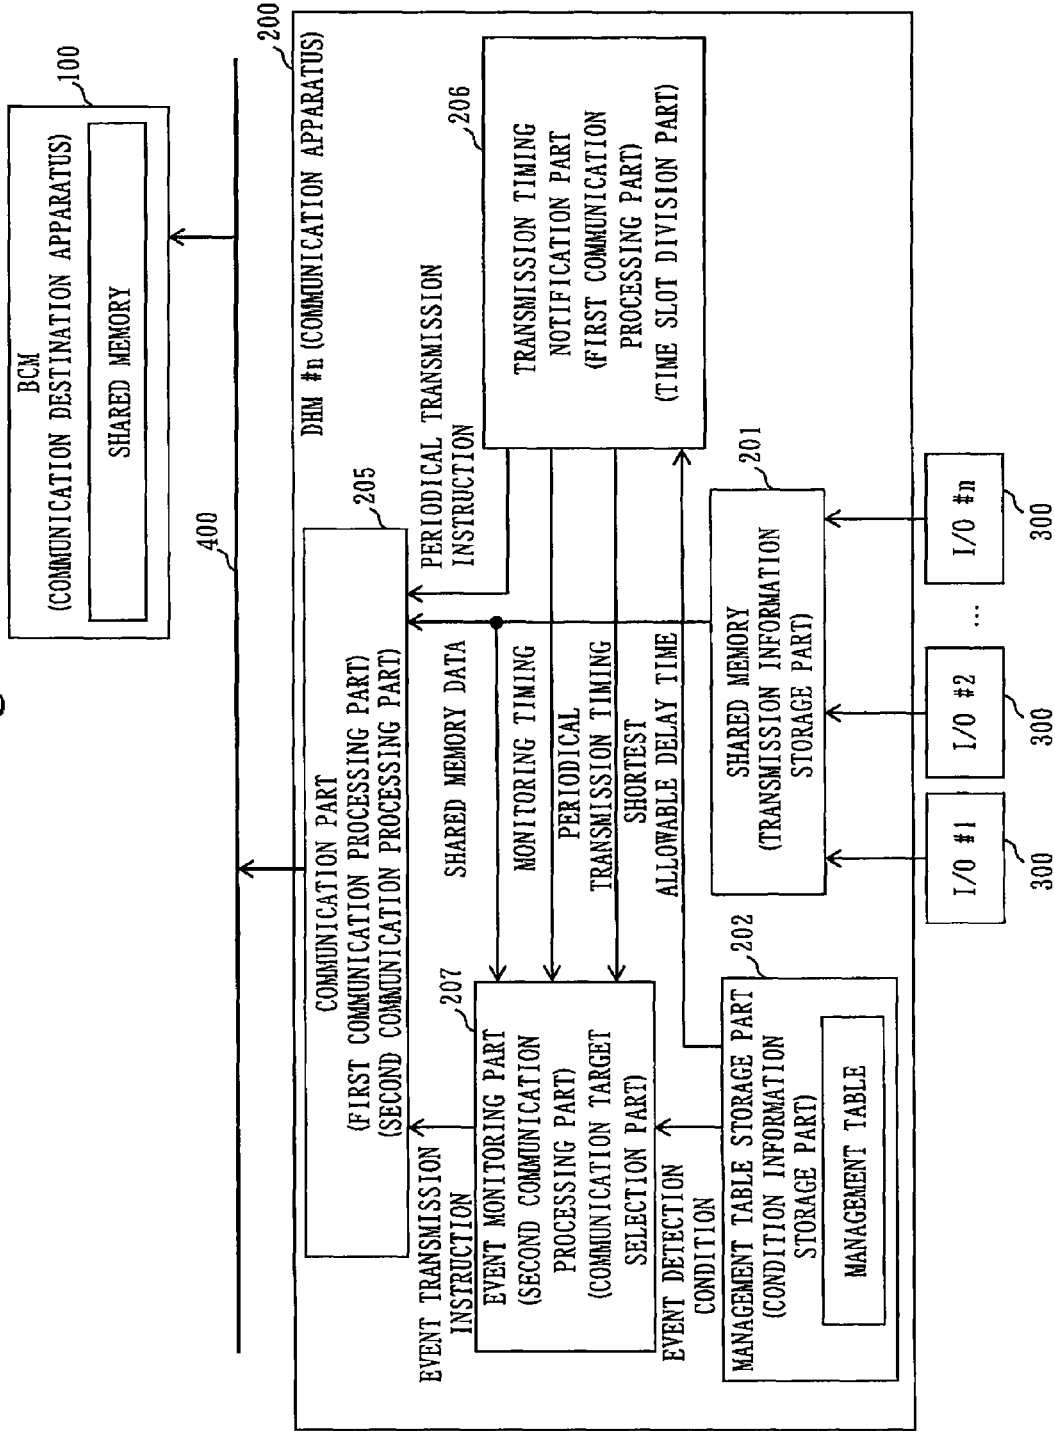 BCM
(COMMUNICATION DESTINATION APPARATUS)
SHARED MEMORY
100
400
200
DHM #n (COMMUNICATION APPARATUS)
COMMUNICATION PART
(FIRST COMMUNICATION PROCESSING PART)
(SECOND COMMUNICATION PROCESSING PART)
205
EVENT TRANSMISSION
INSTRUCTION
SHARED MEMORY DATA
PERIODICAL TRANSMISSION
INSTRUCTION
207
EVENT MONITORING PART
(SECOND COMMUNICATION
PROCESSING PART)
(COMMUNICATION TARGET
SELECTION PART)
MONITORING TIMING
PERIODICAL
TRANSMISSION TIMING
SHORTEST
ALLOWABLE DELAY TIME
206
TRANSMISSION TIMING
NOTIFICATION PART
(FIRST COMMUNICATION
PROCESSING PART)
(TIME SLOT DIVISION PART)
EVENT DETECTION
CONDITION
202
MANAGEMENT TABLE STORAGE PART
(CONDITION INFORMATION
STORAGE PART)
MANAGEMENT TABLE
201
SHARED MEMORY
(TRANSMISSION INFORMATION
STORAGE PART)
I/O #1
I/O #2
...
I/O #n
300
300
300